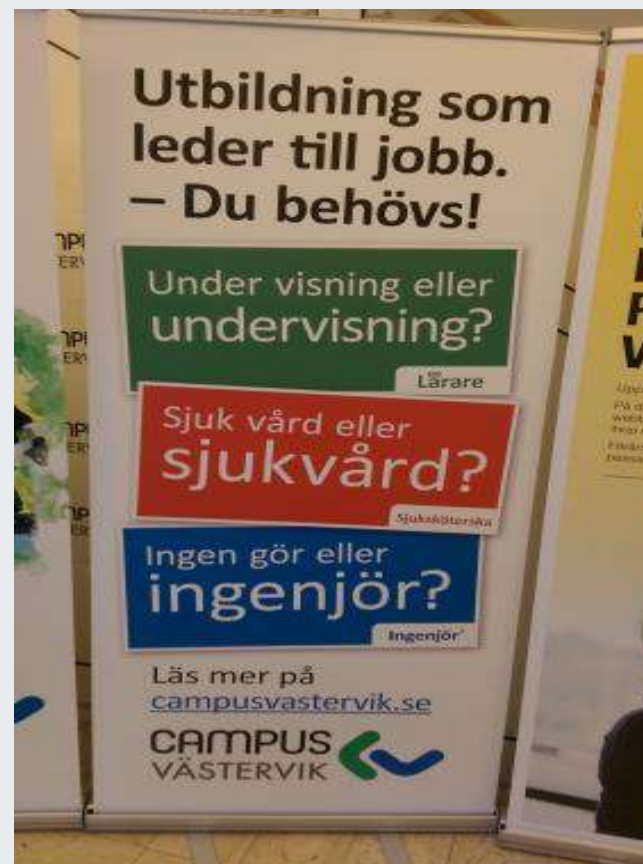 Utbildning som
leder till jobb.
– Du behövs!
Under visning eller
undervisning?
Lärare
Sjuk vård eller
sjukvård?
Sjuksköterska
Ingen gör eller
ingenjör?
Ingenjör
Läs mer på
campusvastervik.se
CAMPUS
VÄSTERVIK